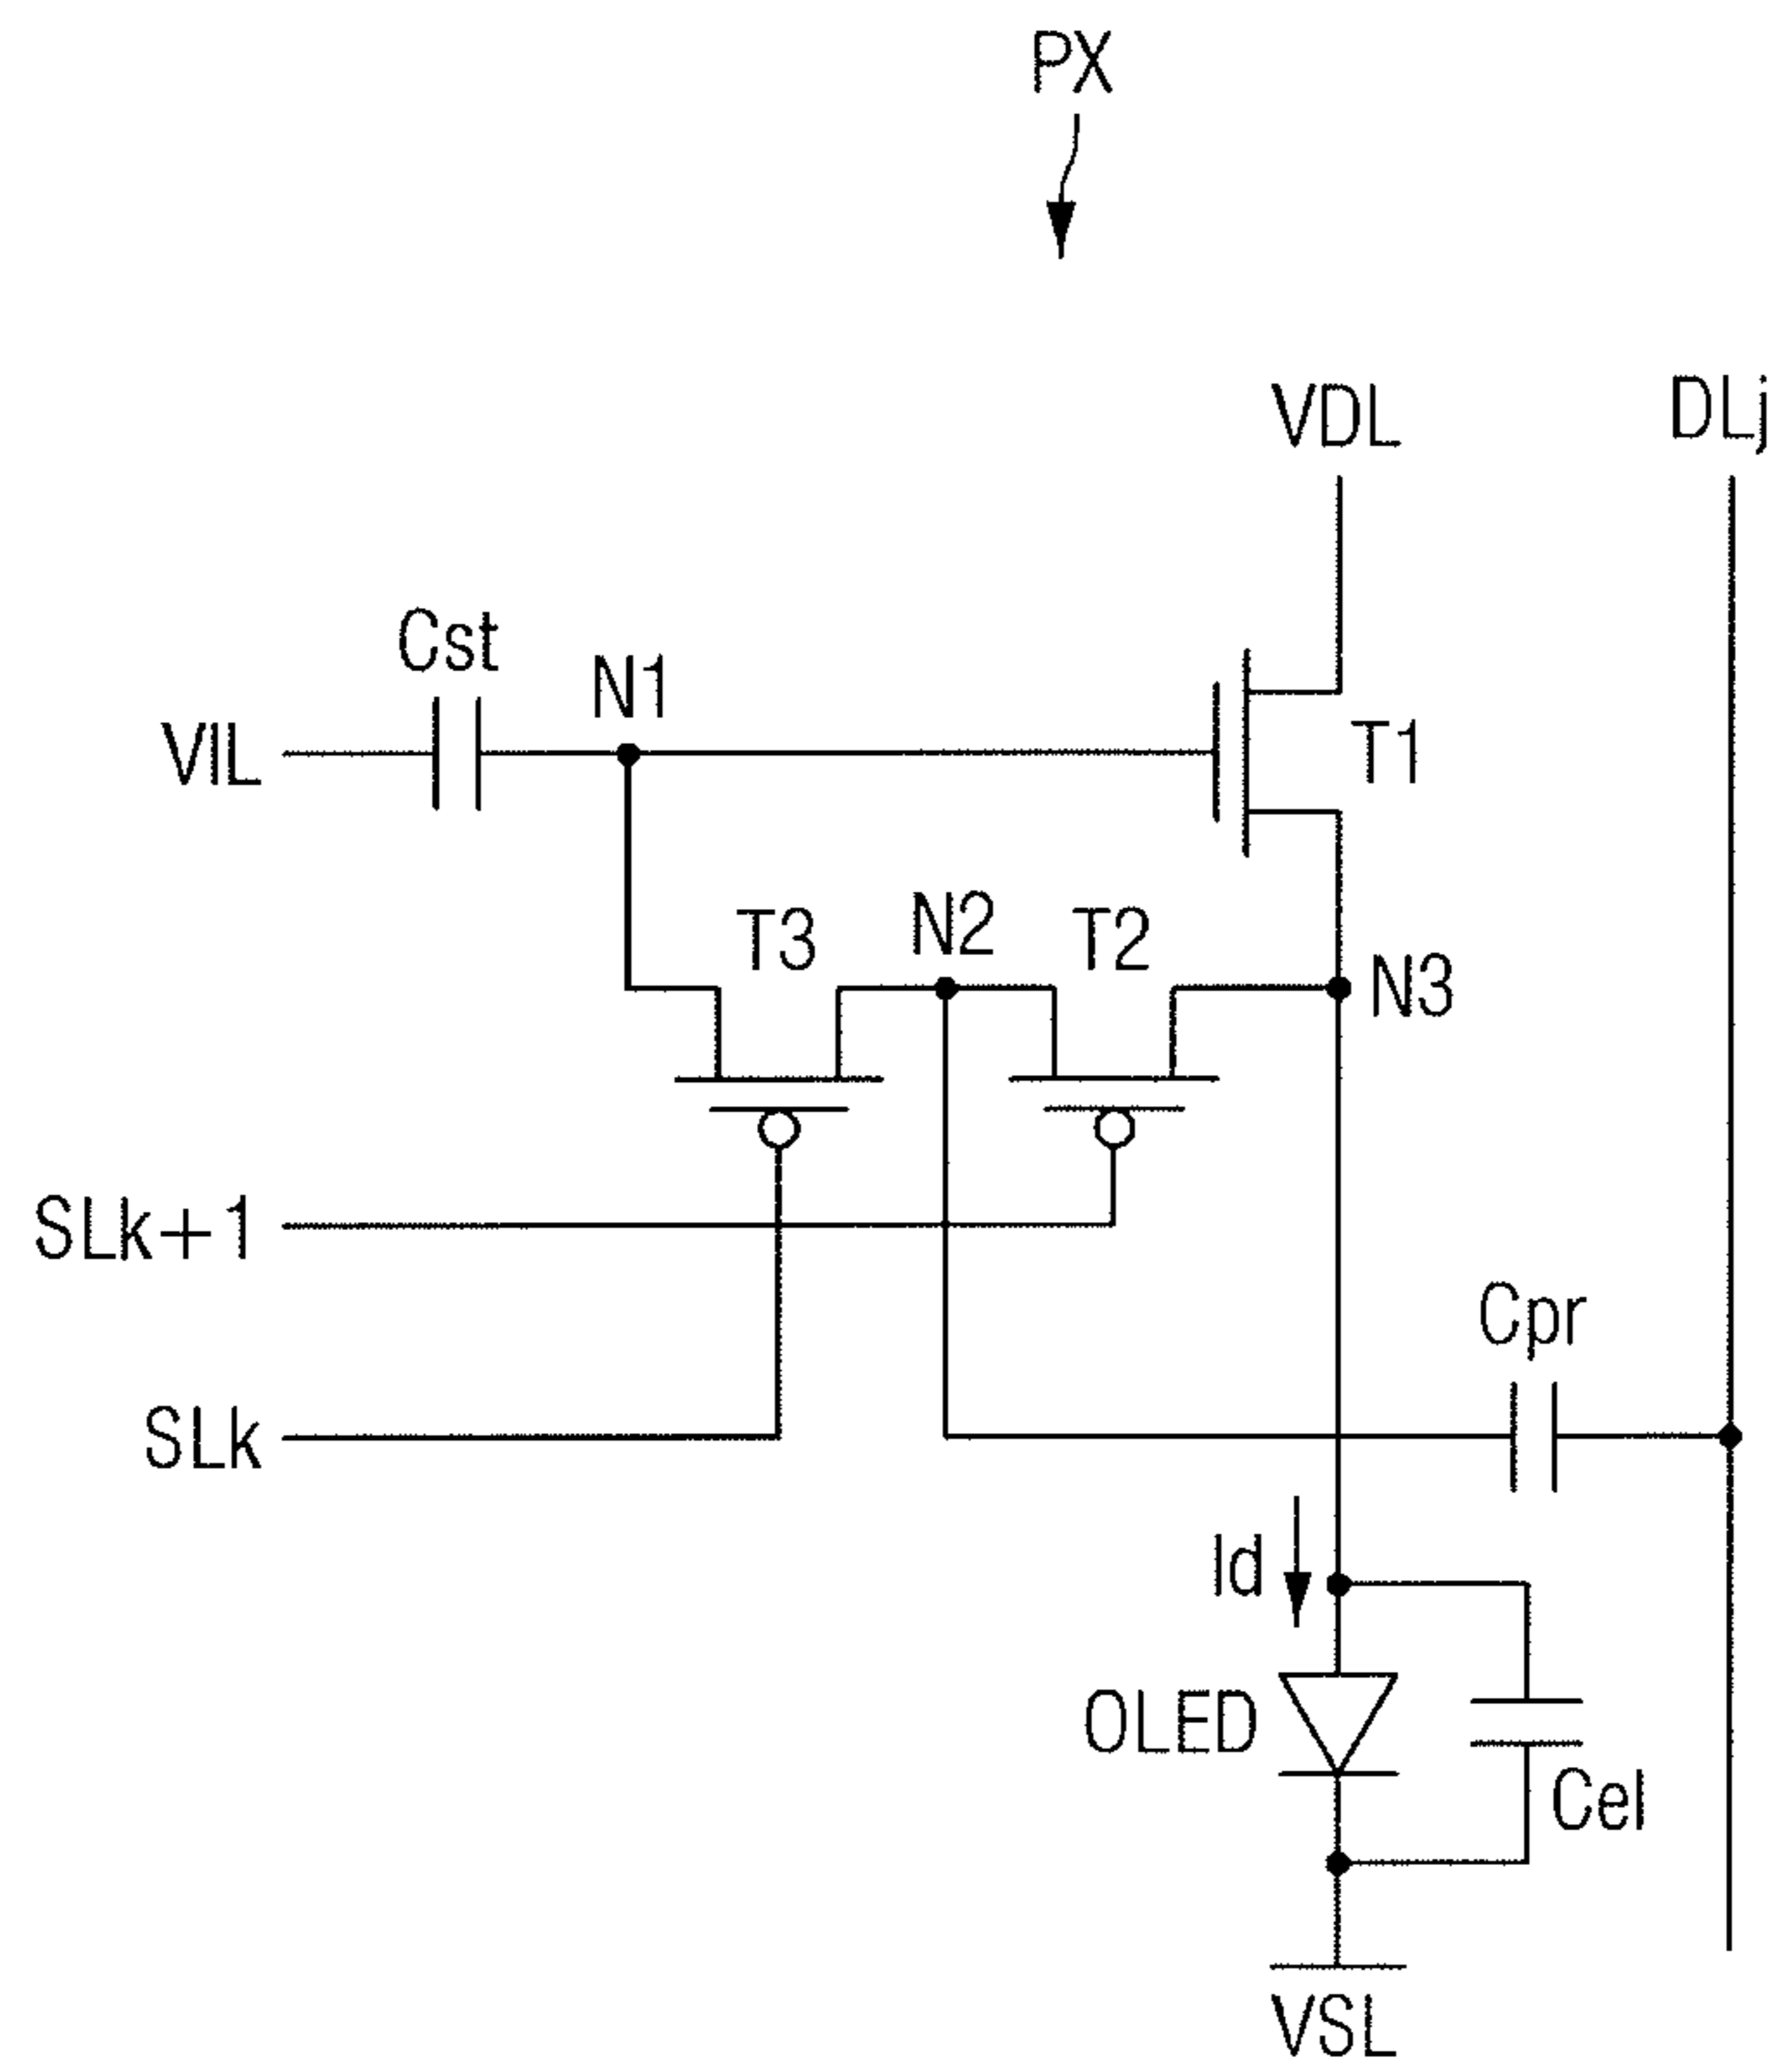 PX
VDL
DLj
Cst
N1
VIL
T1
T3
N2
T2
N3
SLk+1
Cpr
SLk
Id
OLED
Cel
VSL